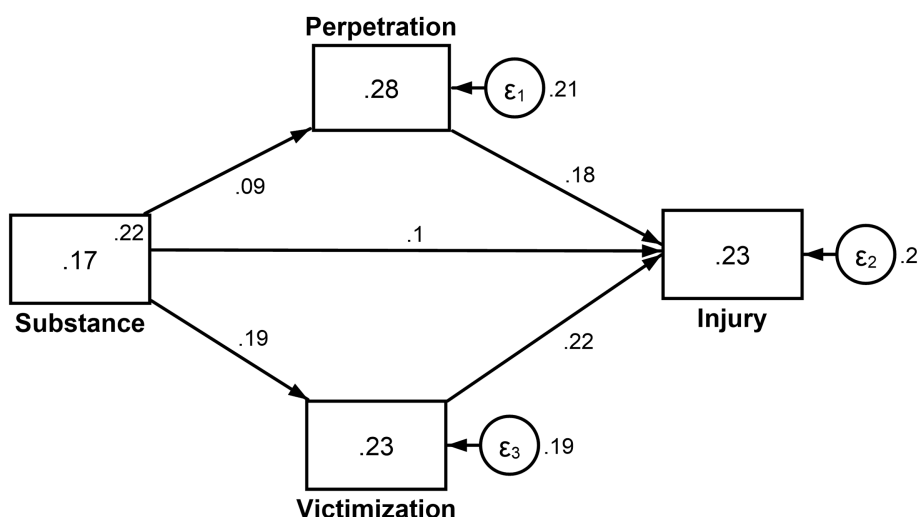 Perpetration
.28
ε1
.21
.09
.18
.22
.17
Substance
.1
.23
ε2
.2
Injury
.19
.22
.23
ε3
.19
Victimization